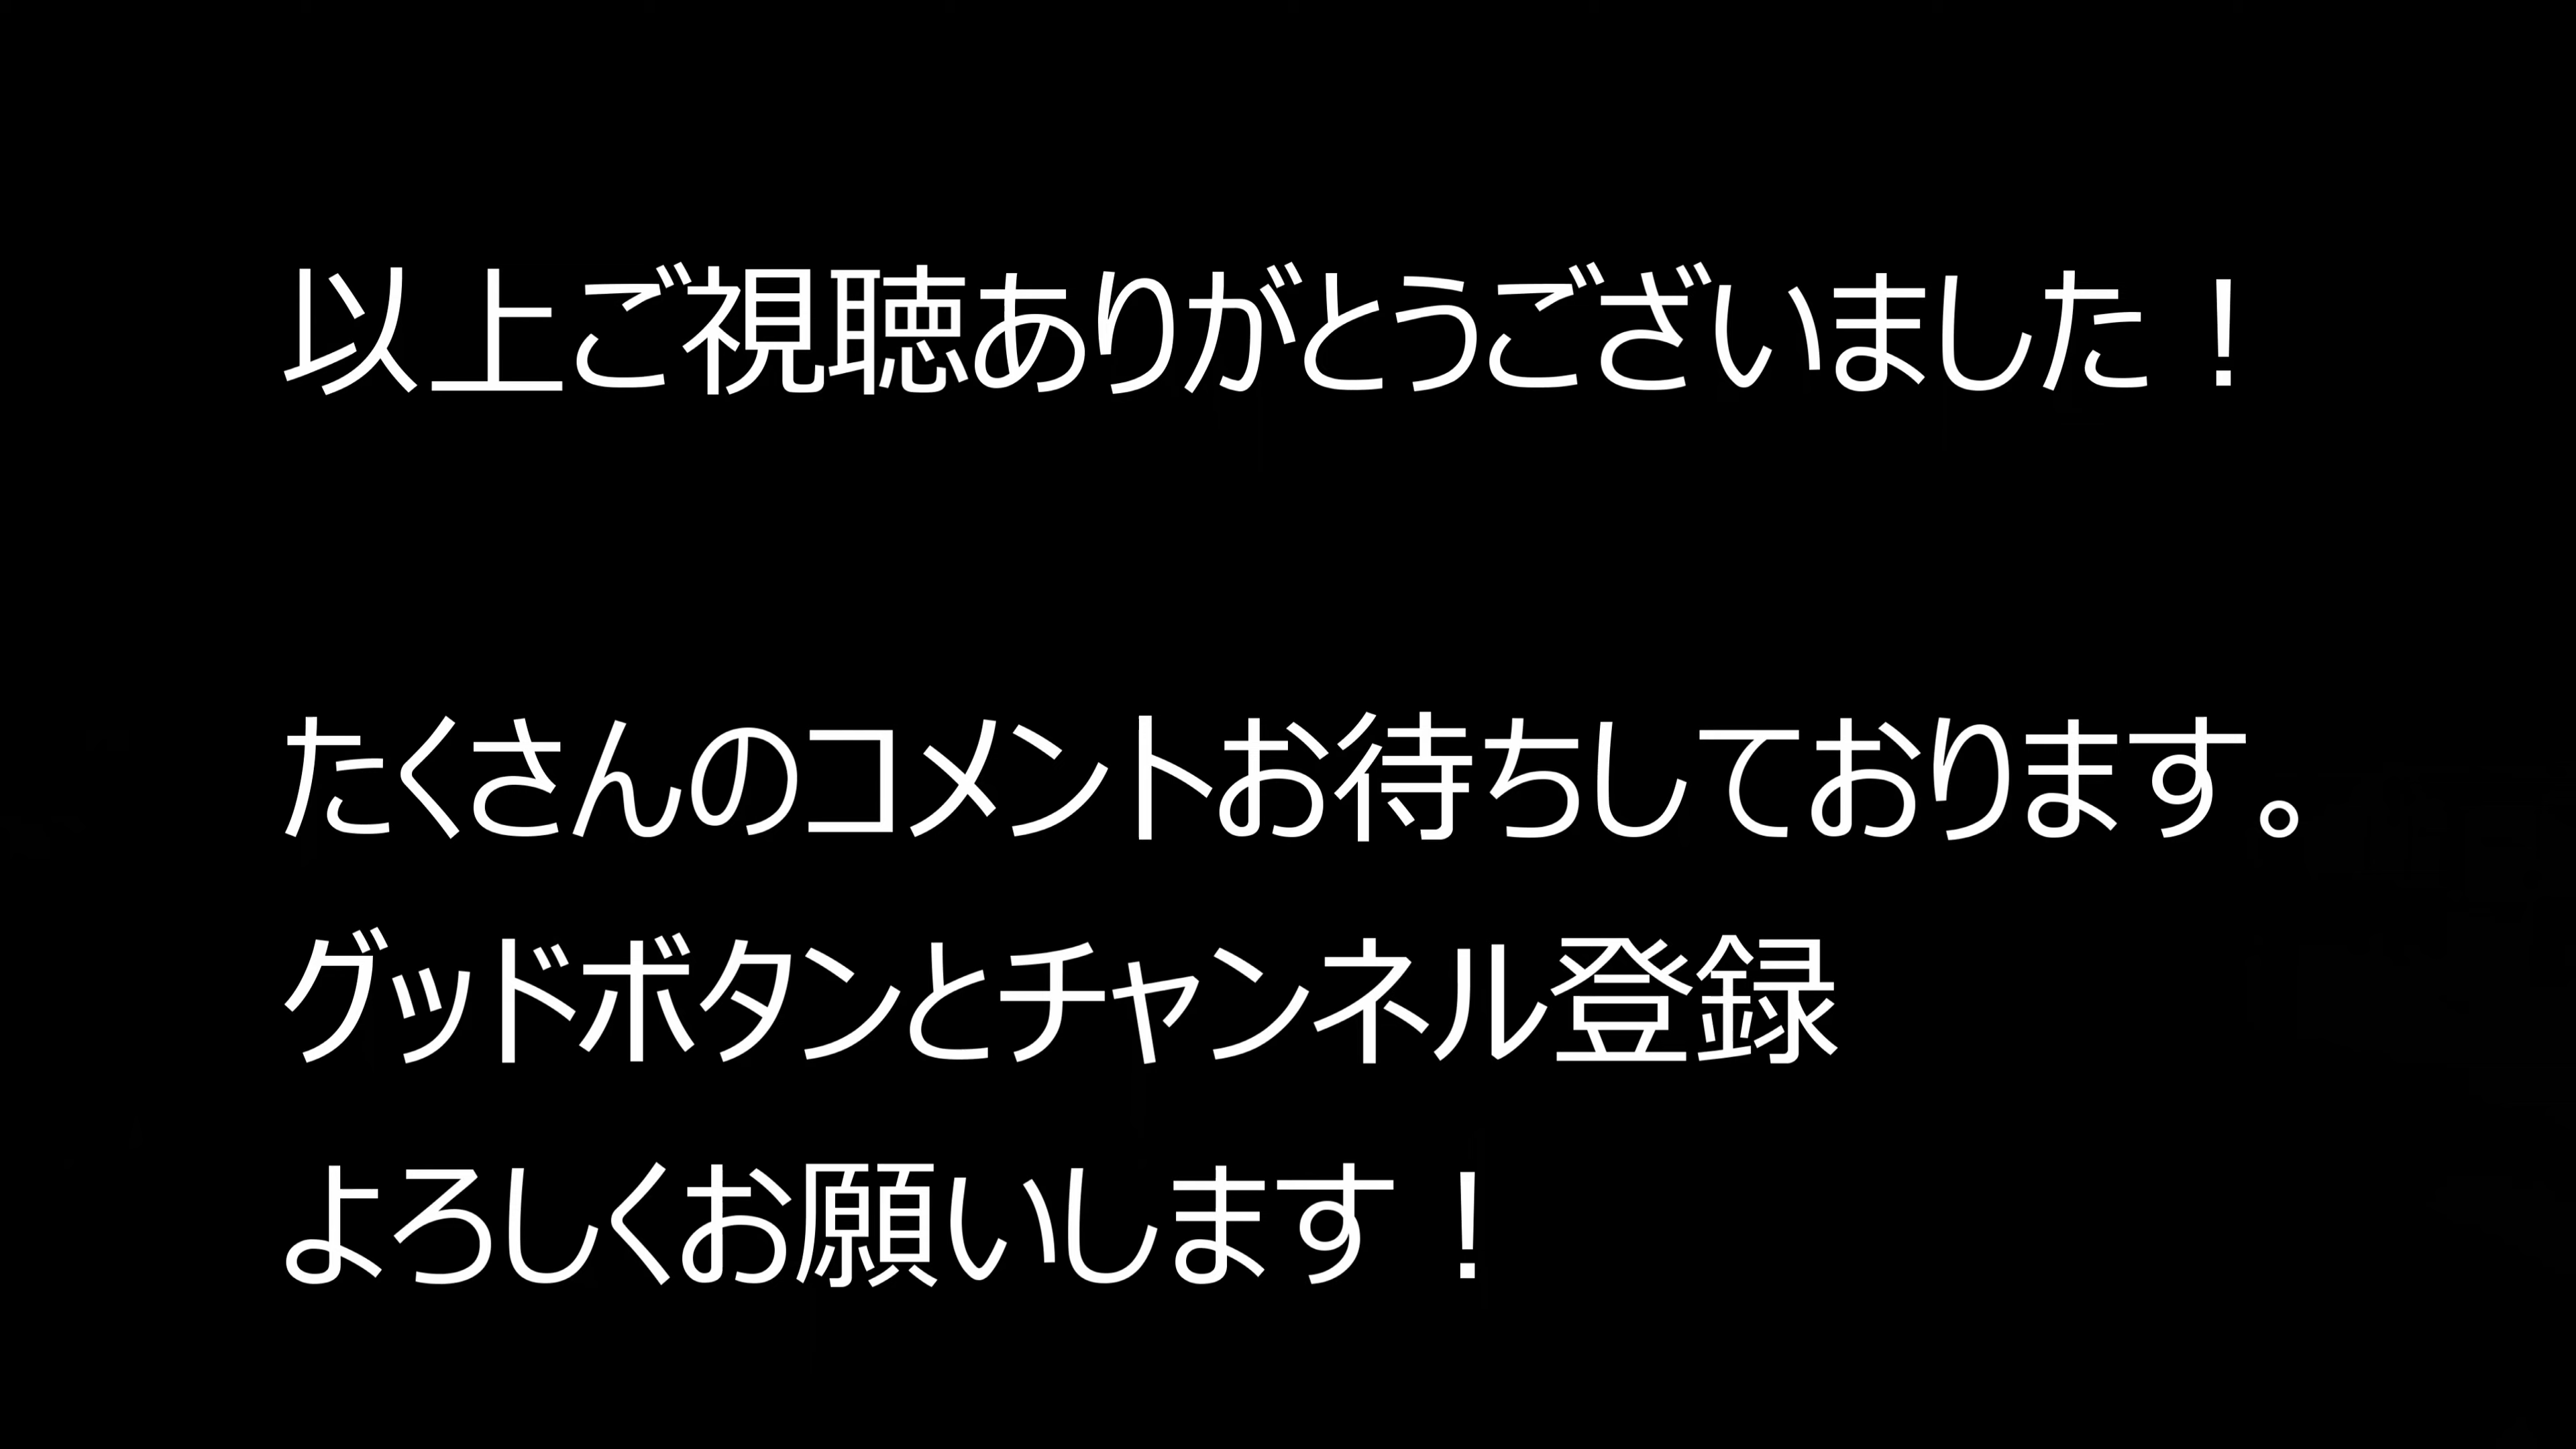 以上ご視聴ありがとうございました！
たくさんのコメントお待ちしております。
グッドボタンとチャンネル登録
よろしくお願いします！